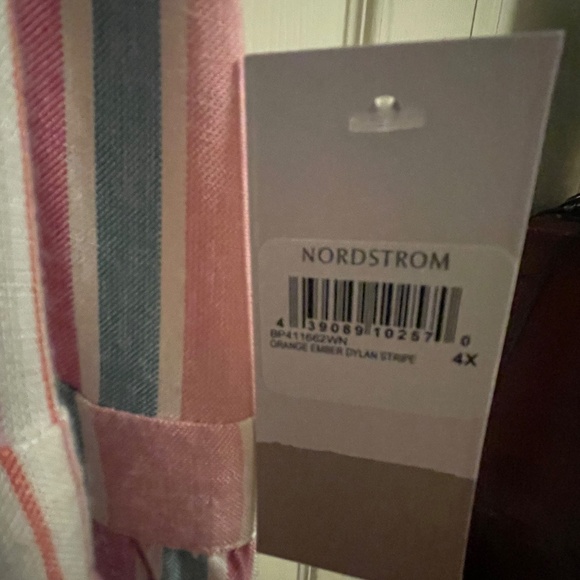 NORDSTROM
4 39089 10257 0
BP411662WN
ORANGE EMBER DYLAN STRIPE
4X